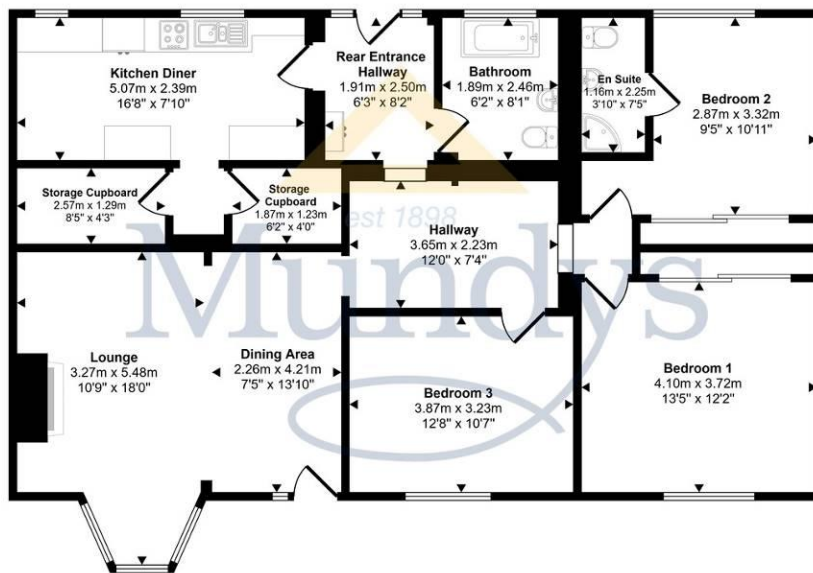 Kitchen Diner
5.07m x 2.39m
16'8" x 7'10"
Rear Entrance
Hallway
1.91m x 2.50m
6'3" x 8'2"
Bathroom
1.89m x 2.46m
6'2" x 8'1"
En Suite
1.16m x 2.25m
3'10" x 7'5"
Bedroom 2
2.87m x 3.32m
9'5" x 10'11"
Storage Cupboard
2.57m x 1.29m
8'5" x 4'3"
Storage
Cupboard
1.87m x 1.23m
6'2" x 4'0"
est 1898
Mundys
Hallway
3.65m x 2.23m
12'0" x 7'4"
Lounge
3.27m x 5.48m
10'9" x 18'0"
Dining Area
2.26m x 4.21m
7'5" x 13'10"
Bedroom 3
3.87m x 3.23m
12'8" x 10'7"
Bedroom 1
4.10m x 3.72m
13'5" x 12'2"